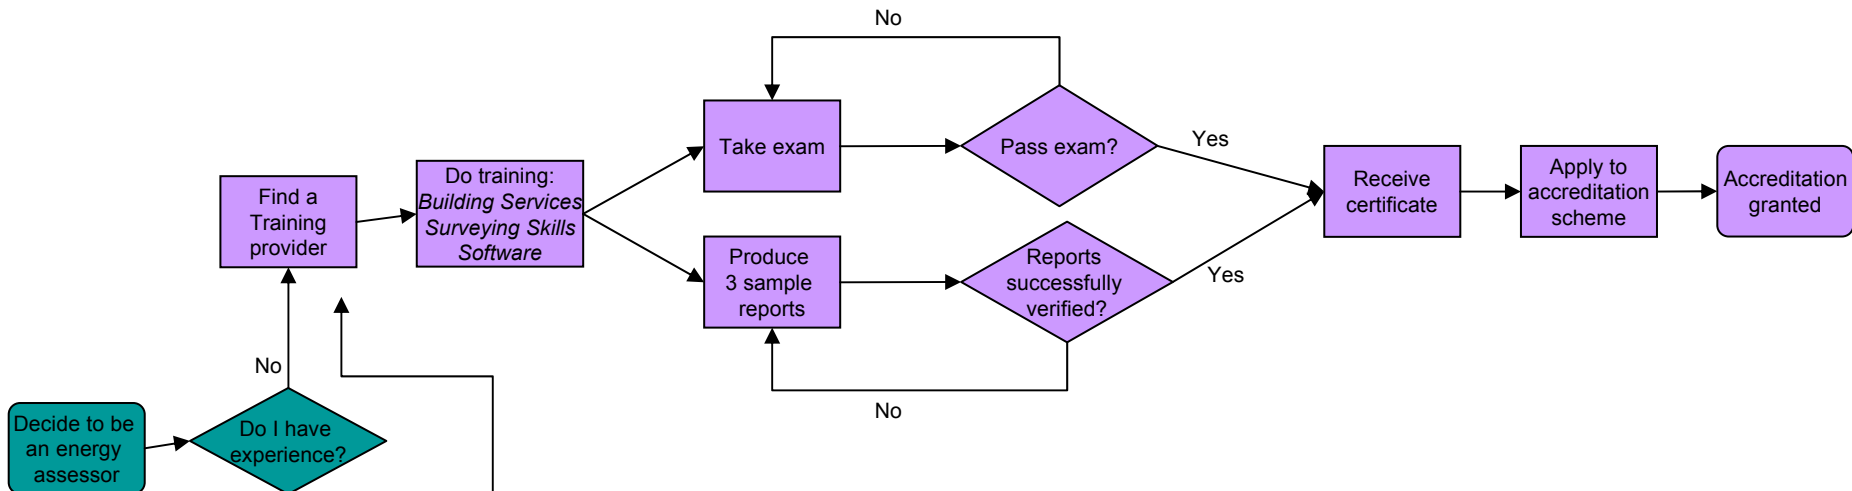 No
Take exam
Pass exam?
Yes
Find a
Training
provider
Do training:
Building Services
Surveying Skills
Software
Receive
certificate
Apply to
accreditation
scheme
Accreditation
granted
Produce
3 sample
reports
Reports
successfully
verified?
Yes
No
No
Decide to be
an energy
assessor
Do I have
experience?